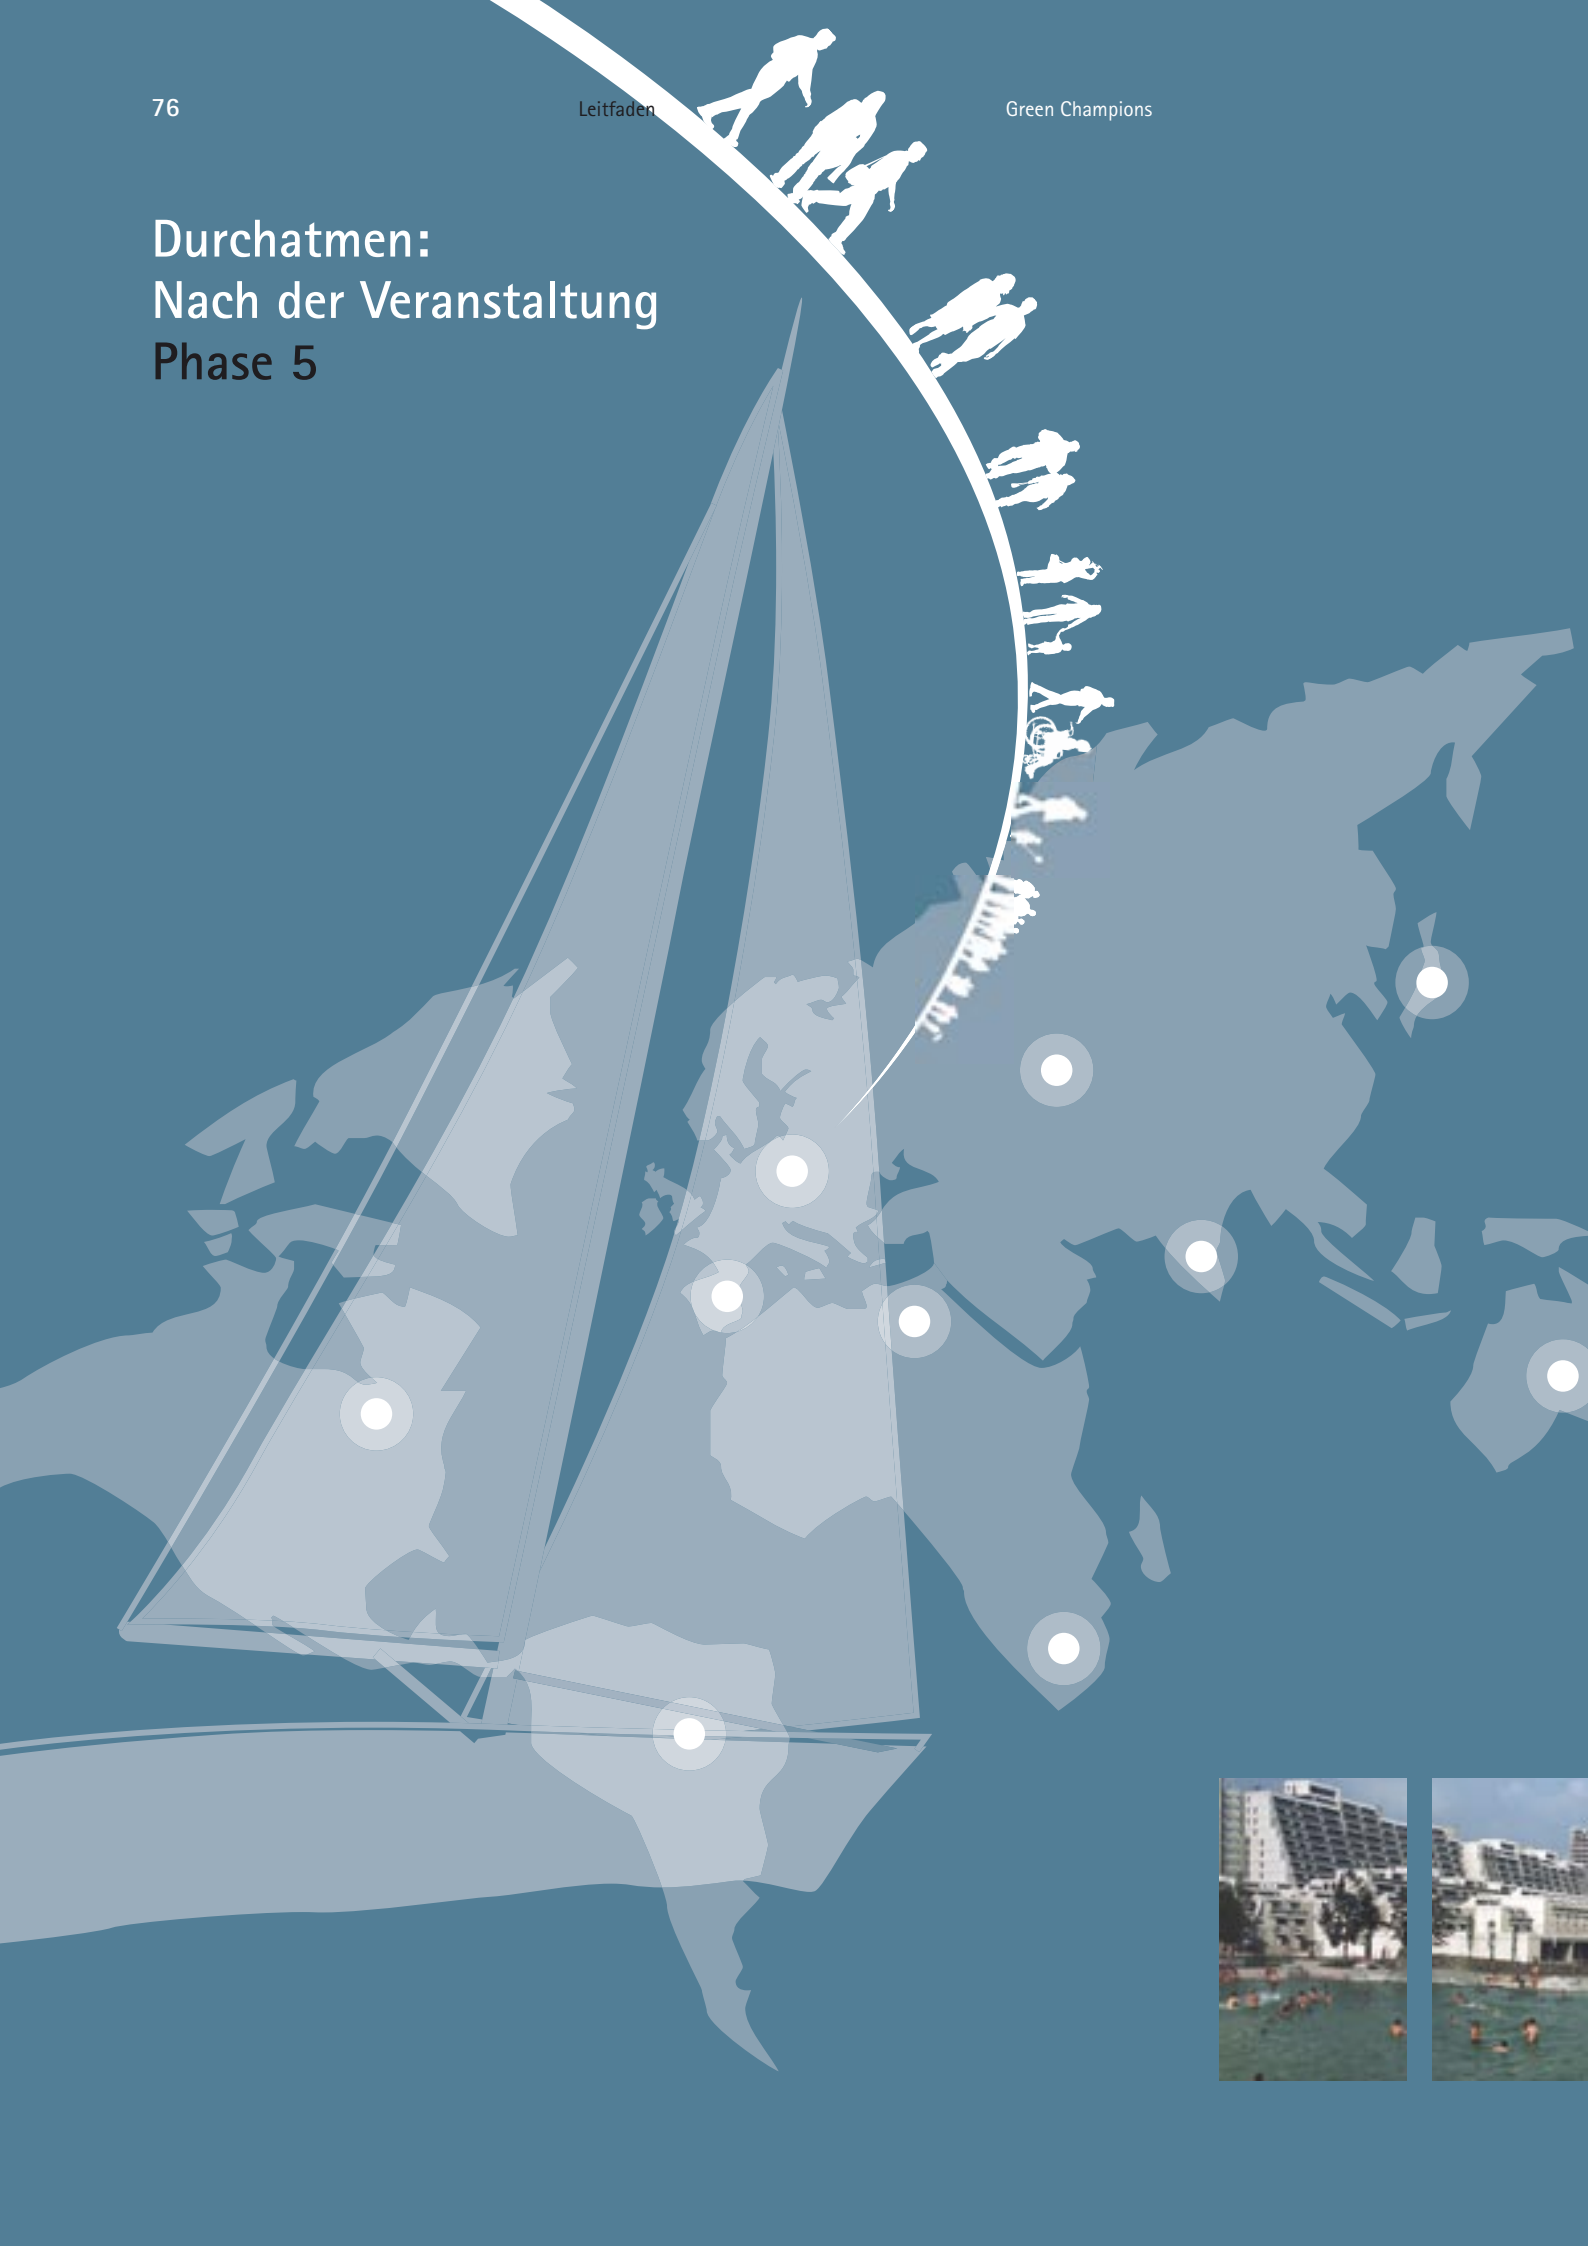 76
Leitfaden
Green Champions
Durchatmen:
Nach der Veranstaltung
Phase 5